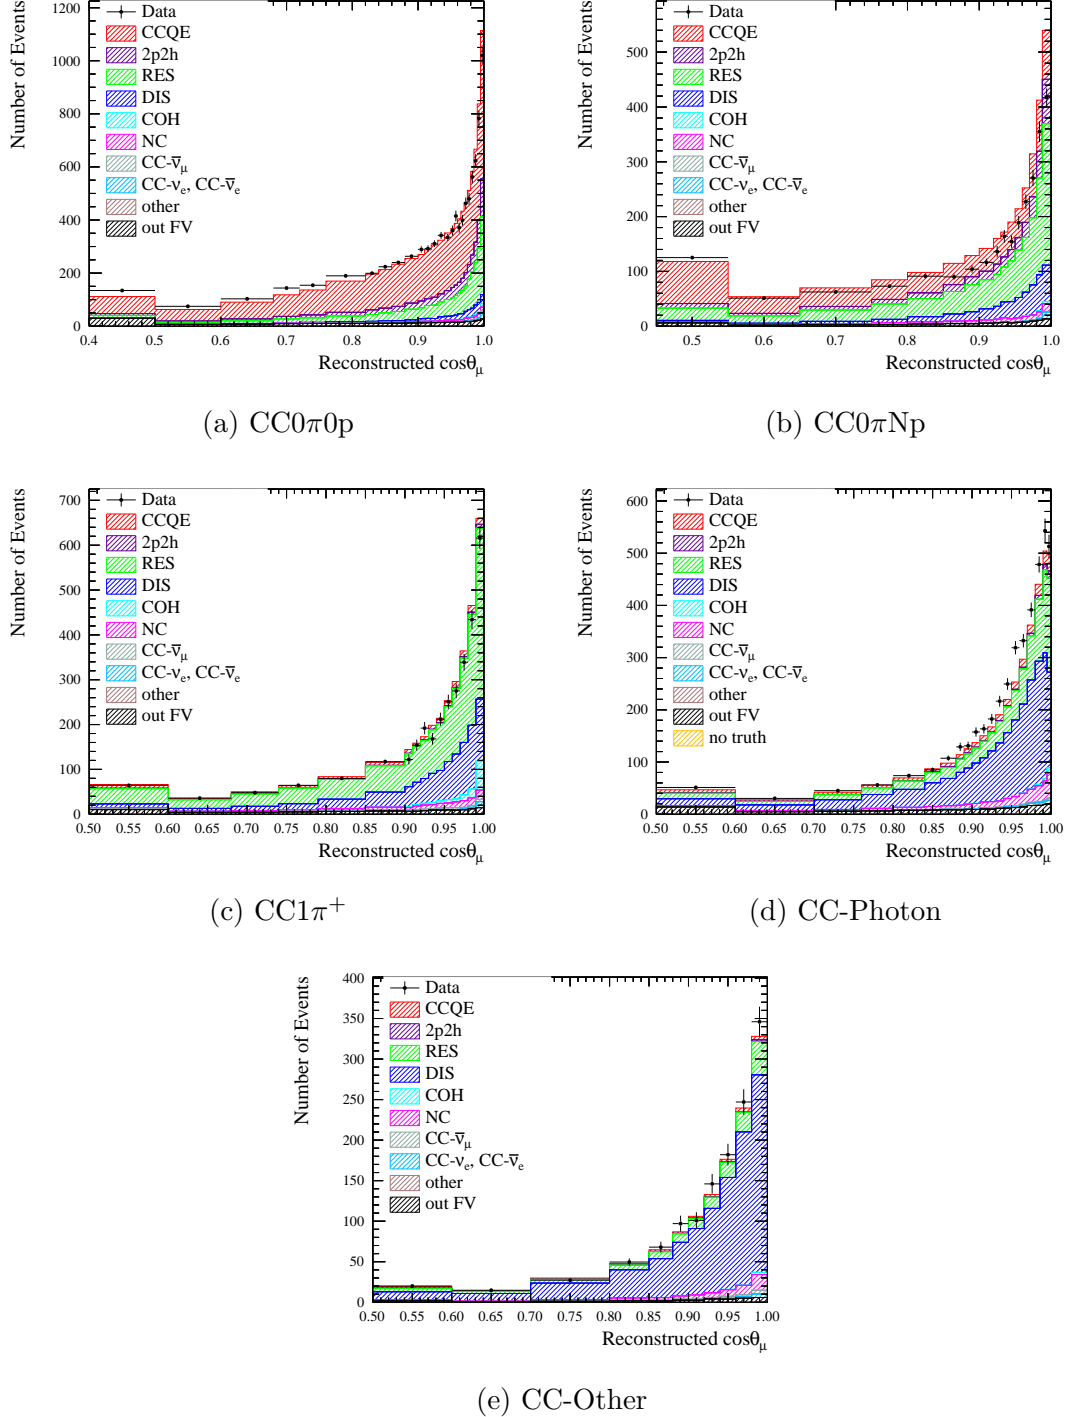 Number of Events
1200
1000
800
600
400
200
0
Data
CCQE
2p2h
RES
DIS
COH
NC
CC-ν̅μ
CC-νe, CC-ν̅e
other
out FV
0.4 0.5 0.6 0.7 0.8 0.9 1.0
Reconstructed cosθμ
(a) CC0π0p
Number of Events
500
400
300
200
100
0
Data
CCQE
2p2h
RES
DIS
COH
NC
CC-ν̅μ
CC-νe, CC-ν̅e
other
out FV
0.5 0.6 0.7 0.8 0.9 1.0
Reconstructed cosθμ
(b) CC0πNp
Number of Events
700
600
500
400
300
200
100
0
Data
CCQE
2p2h
RES
DIS
COH
NC
CC-ν̅μ
CC-νe, CC-ν̅e
other
out FV
0.50 0.55 0.60 0.65 0.70 0.75 0.80 0.85 0.90 0.95 1.00
Reconstructed cosθμ
(c) CC1π⁺
Number of Events
600
500
400
300
200
100
0
Data
CCQE
2p2h
RES
DIS
COH
NC
CC-ν̅μ
CC-νe, CC-ν̅e
other
out FV
no truth
0.50 0.55 0.60 0.65 0.70 0.75 0.80 0.85 0.90 0.95 1.00
Reconstructed cosθμ
(d) CC-Photon
Number of Events
400
350
300
250
200
150
100
50
0
Data
CCQE
2p2h
RES
DIS
COH
NC
CC-ν̅μ
CC-νe, CC-ν̅e
other
out FV
0.50 0.55 0.60 0.65 0.70 0.75 0.80 0.85 0.90 0.95 1.00
Reconstructed cosθμ
(e) CC-Other